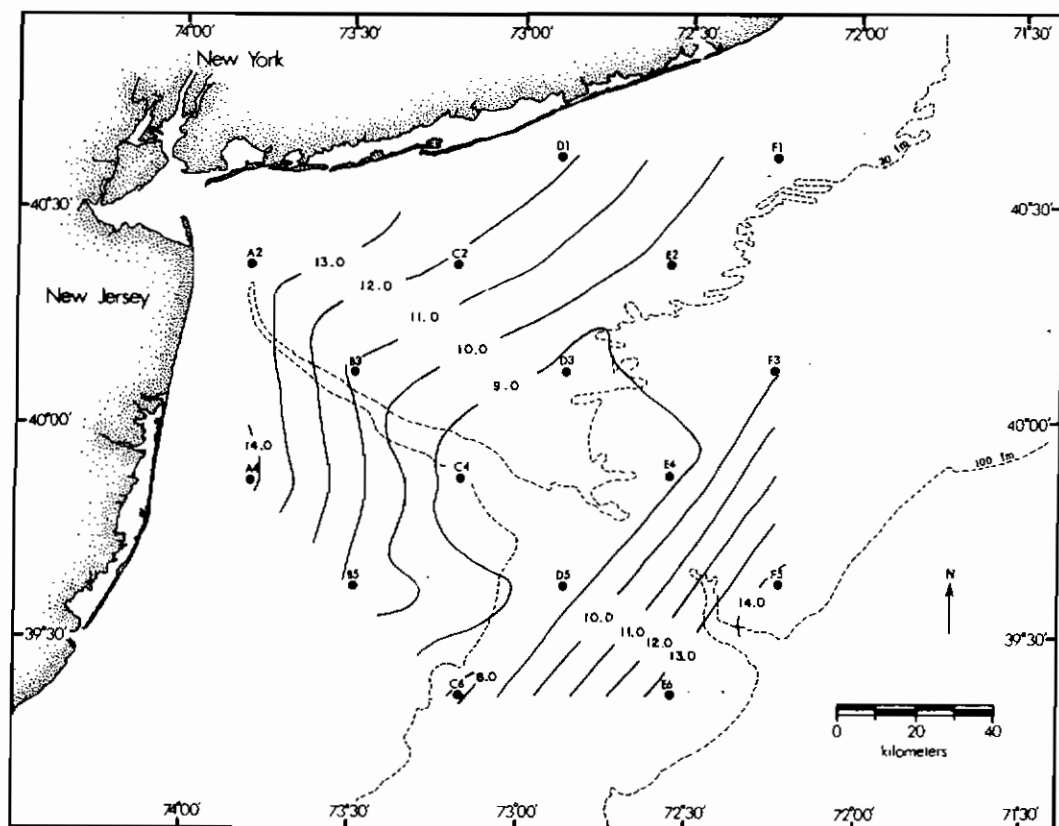 74°00' 73°30' 73°00' 72°30' 72°00' 71°30'
New York
D1 F1
30 fm
40°30' 40°30'
A2 C2 E2
13.0
New Jersey
12.0
11.0
10.0
B3 D3 F3
9.0
40°00' 40°00'
14.0
100 fm
A4 C4 E4
B5 D5 F5
14.0
N
10.0
39°30' 11.0 39°30'
12.0
13.0
C6 8.0 E6
0 20 40
kilometers
74°00' 73°30' 73°00' 72°30' 72°00' 71°30'